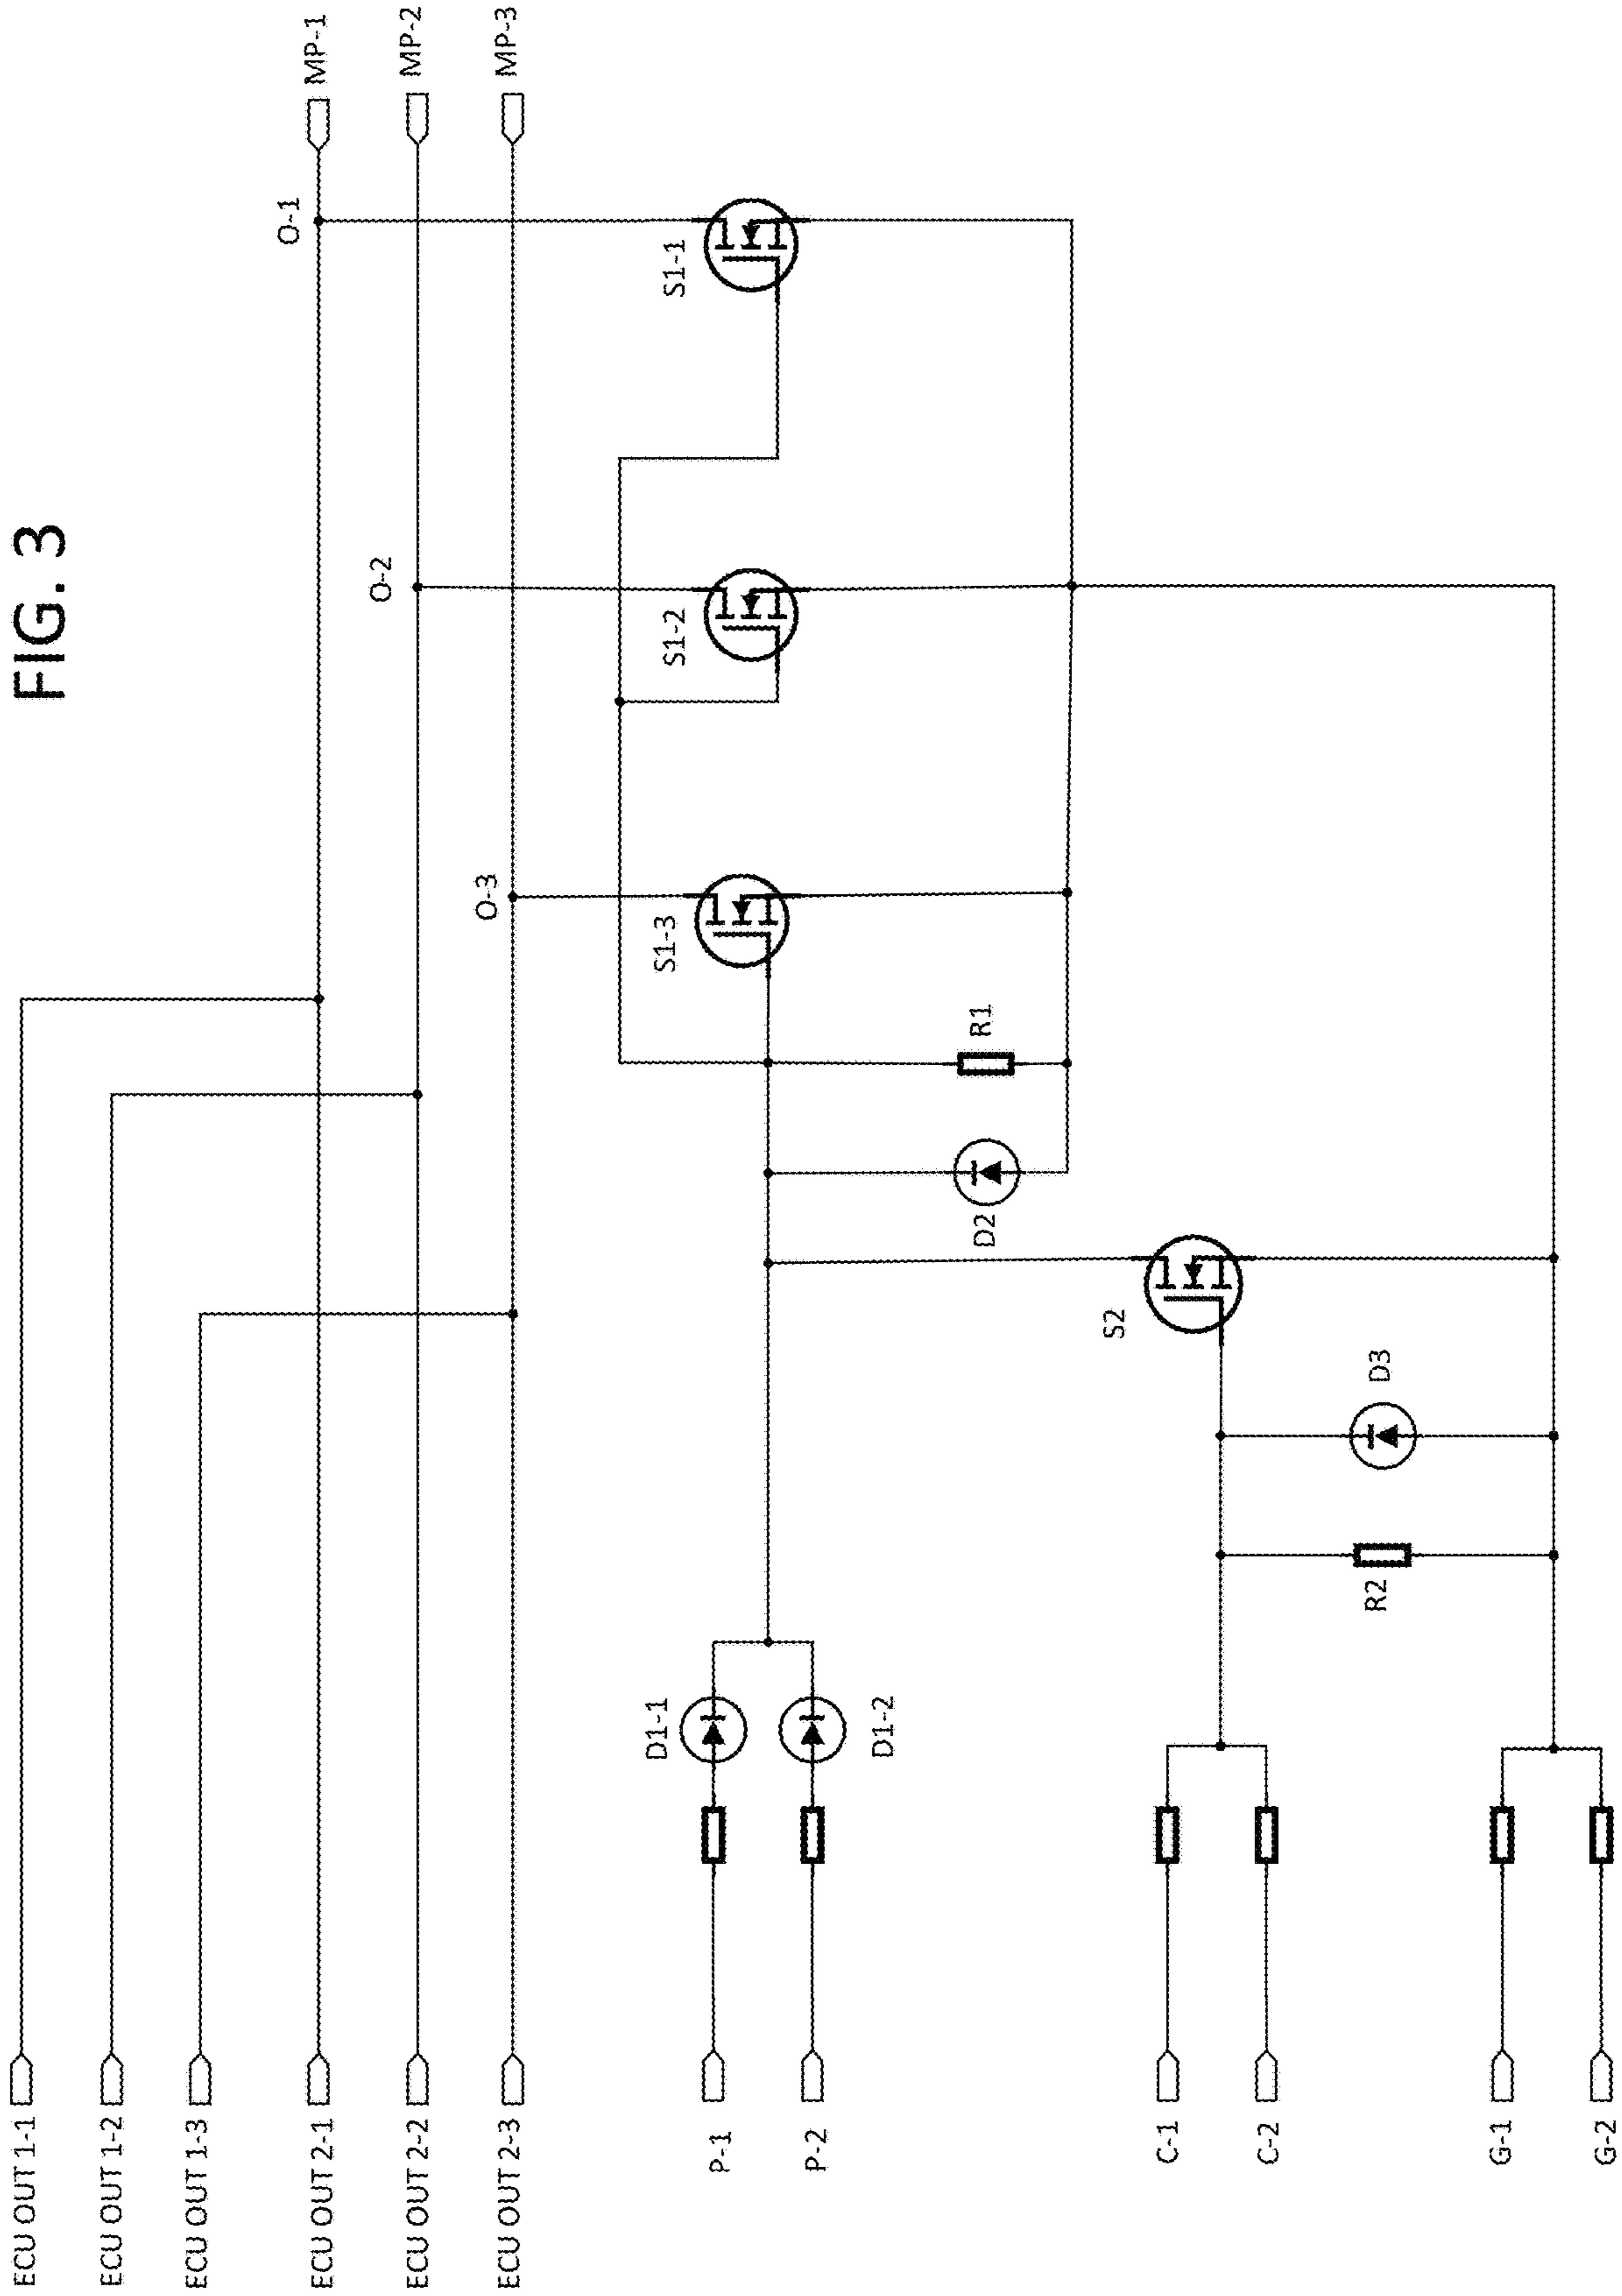 FIG. 3
ECU OUT 1-1
ECU OUT 1-2
ECU OUT 1-3
ECU OUT 2-1
ECU OUT 2-2
ECU OUT 2-3
MP-1
MP-2
MP-3
O-1
O-2
O-3
S1-3
S1-2
S1-1
R1
D2
D1-1
D1-2
P-1
P-2
S2
D3
R2
C-1
C-2
G-1
G-2